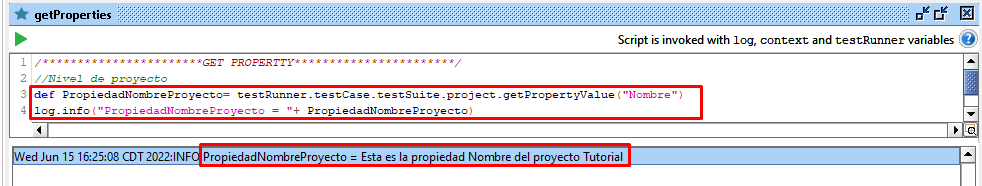 getProperties
Script is invoked with log, context and testRunner variables
1 /***********************GET PROPERTTY***********************/
2 //Nivel de proyecto
3 def PropiedadNombreProyecto= testRunner.testCase.testSuite.project.getPropertyValue("Nombre")
4 log.info("PropiedadNombreProyecto = "+ PropiedadNombreProyecto)
Wed Jun 15 16:25:08 CDT 2022:INFO:PropiedadNombreProyecto = Esta es la propiedad Nombre del proyecto Tutorial